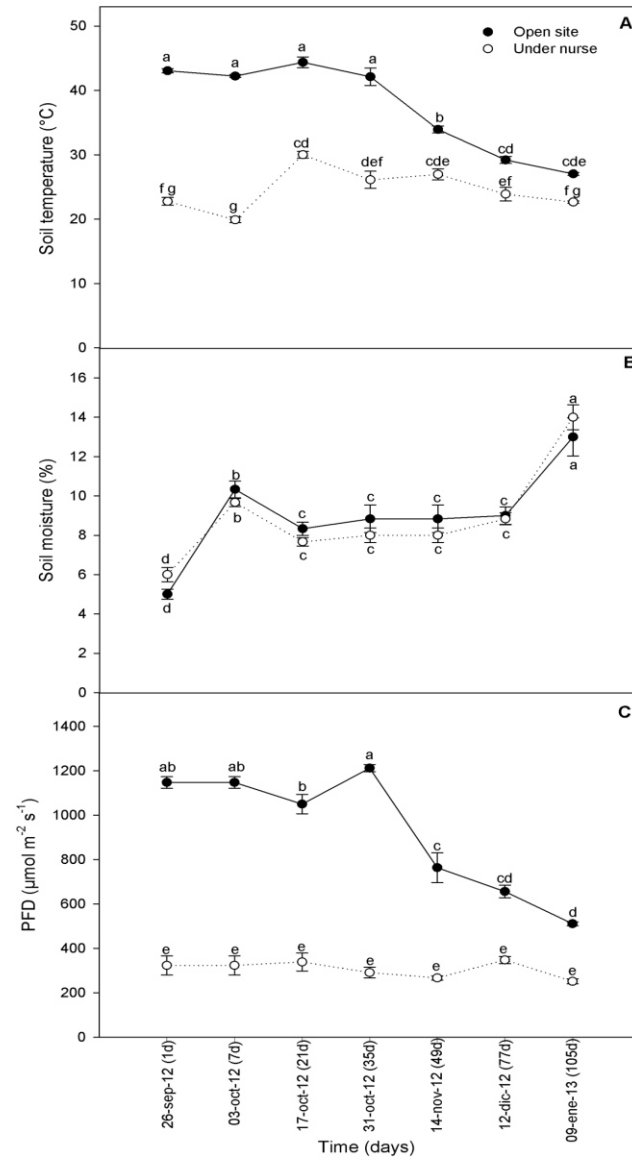 A
Open site
Under nurse
50
40
30
20
10
0
Soil temperature (°C)
a
a
a
a
b
cd
cde
f g
g
cd
def
cde
ef
f g
B
16
14
12
10
8
6
4
2
0
Soil moisture (%)
d
b
c
c
c
c
a
d
b
c
c
c
c
a
C
1400
1200
1000
800
600
400
200
0
PFD (µmol m⁻² s⁻¹)
ab
ab
b
a
c
cd
d
e
e
e
e
e
e
e
26-sep-12 (1d)
03-oct-12 (7d)
17-oct-12 (21d)
31-oct-12 (35d)
14-nov-12 (49d)
12-dic-12 (77d)
09-ene-13 (105d)
Time (days)